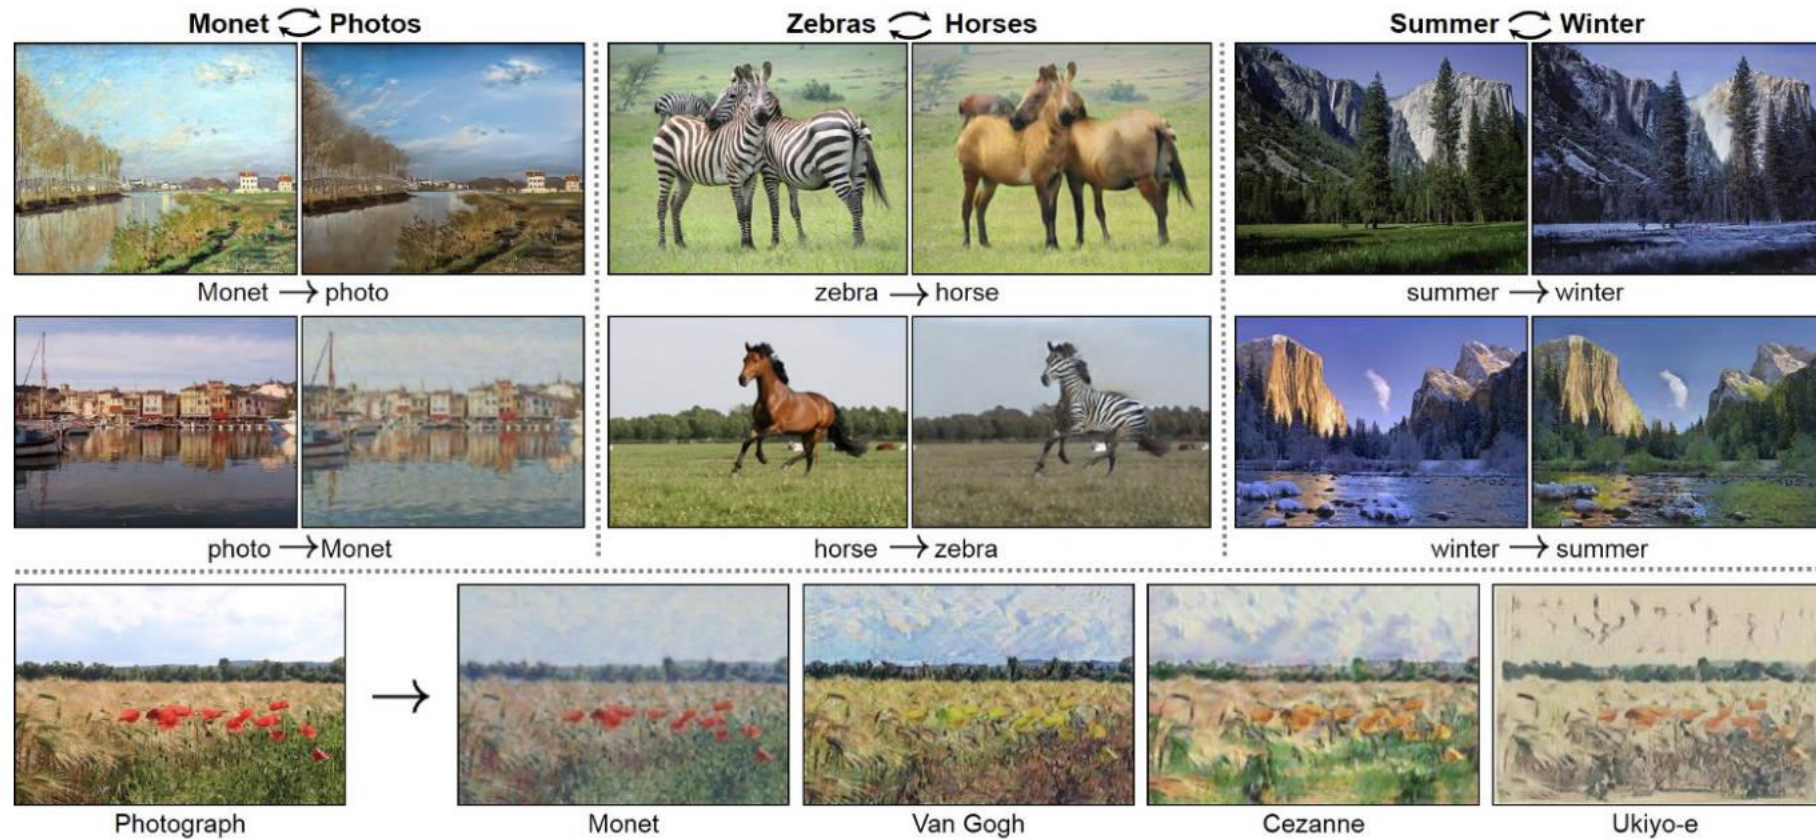 Monet Photos
Zebras Horses
Summer Winter
Monet → photo
zebra → horse
summer → winter
photo → Monet
horse → zebra
winter → summer
Photograph
Monet
Van Gogh
Cezanne
Ukiyo-e